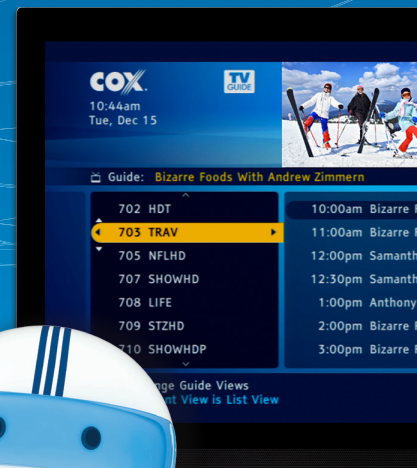 COX
TV
GUIDE
10:44am
Tue, Dec 15
Guide: Bizarre Foods With Andrew Zimmern
702 HDT
703 TRAV
705 NFLHD
707 SHOWHD
708 LIFE
709 STZHD
710 SHOWHDP
10:00am Bizarre F
11:00am Bizarre F
12:00pm Samanth
12:30pm Samanth
1:00pm Anthony
2:00pm Bizarre F
3:00pm Bizarre F
nge Guide Views
nt View is List View